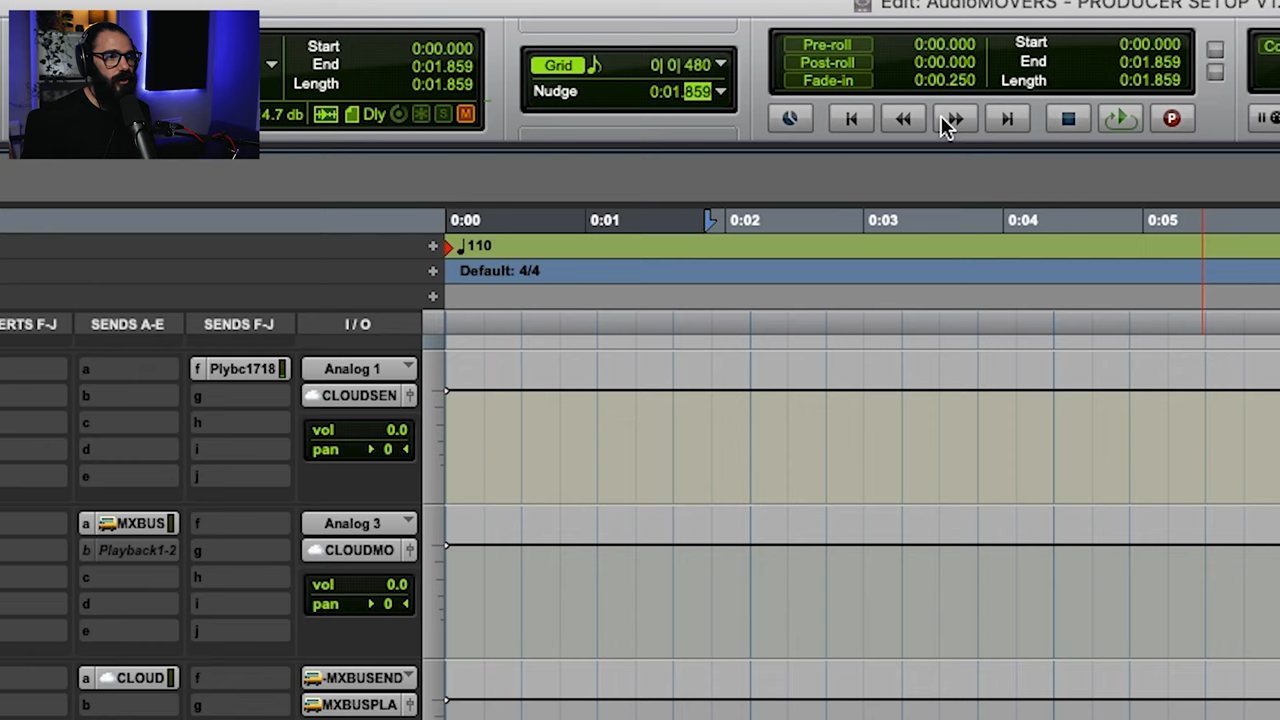 Edit: AudioMOVERS - PRODUCER SETUP V1.
Start 0:00.000
End 0:01.859
Length 0:01.859
4.7 db Dly S M
Grid 0| 0| 480
Nudge 0:01.859
Pre-roll 0:00.000 Start 0:00.000
Post-roll 0:00.000 End 0:01.859
Fade-in 0:00.250 Length 0:01.859
P
0:00 0:01 0:02 0:03 0:04 0:05
110
Default: 4/4
ERTS F-J SENDS A-E SENDS F-J I / O
a f Plybc1718 Analog 1
b g CLOUDSEN
c h vol 0.0
d i pan 0
e j
a MXBUS f Analog 3
b Playback1-2 g CLOUDMO
c h vol 0.0
d i pan 0
e j
a CLOUD f -MXBUSEND
b g MXBUSPLA